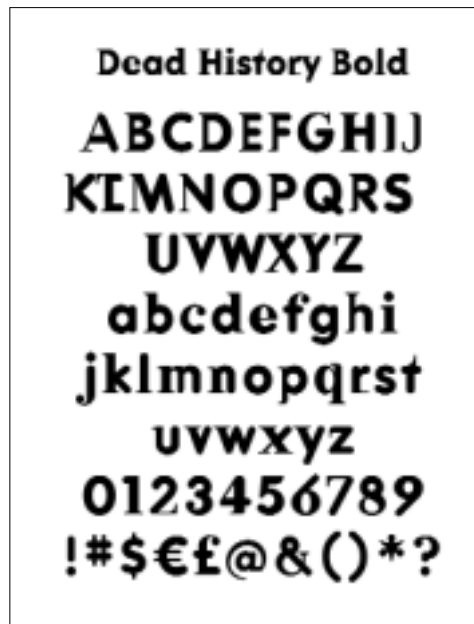 Dead History Bold
ABCDEFGHIJ
KLMNOPQRS
UVWXYZ
abcdefghi
jklmnopqrst
uvwxyz
0123456789
!#$€£@&()*?